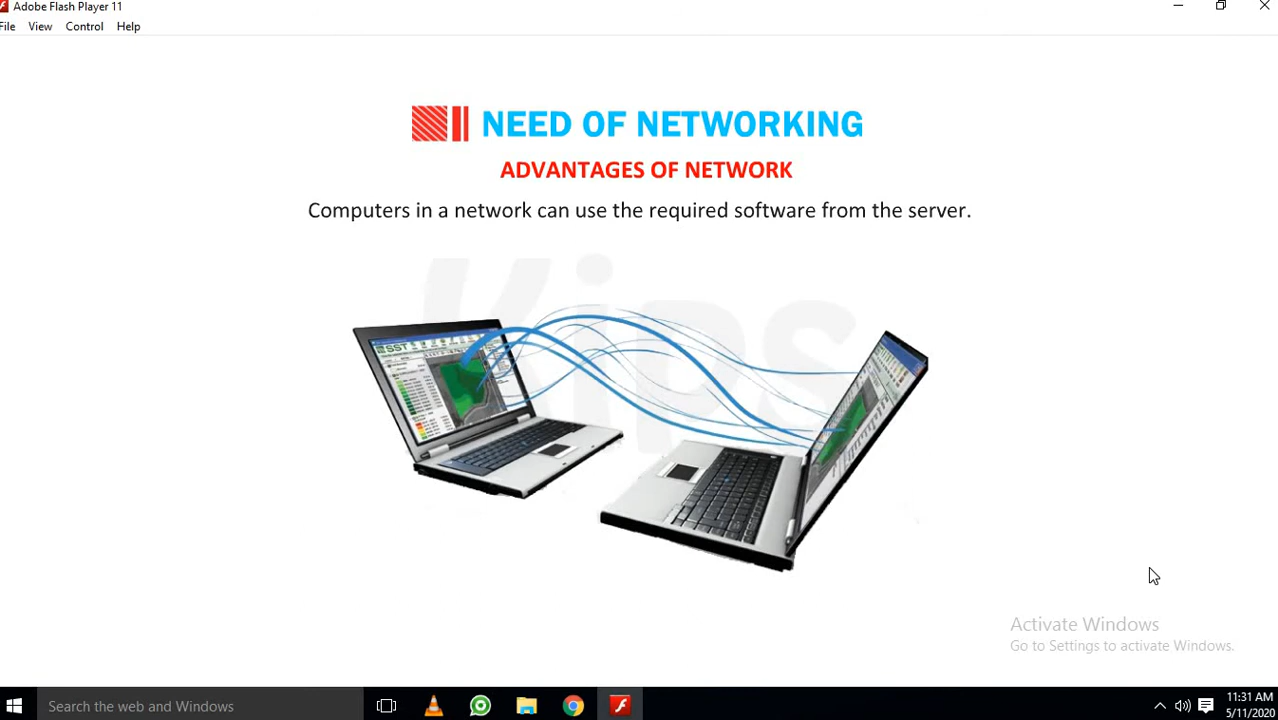 Adobe Flash Player 11
File View Control Help
NEED OF NETWORKING
ADVANTAGES OF NETWORK
Computers in a network can use the required software from the server.
Kips
SST
Activate Windows
Go to Settings to activate Windows.
Search the web and Windows
11:31 AM
5/11/2020